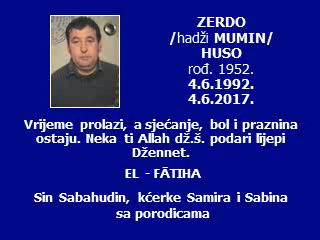 ZERDO
/hadži MUMIN/
HUSO
rođ. 1952.
4.6.1992.
4.6.2017.
Vrijeme prolazi, a sjećanje, bol i praznina
ostaju. Neka ti Allah dž.š. podari lijepi
Džennet.
EL - FĀTIHA
Sin Sabahudin, kćerke Samira i Sabina
sa porodicama